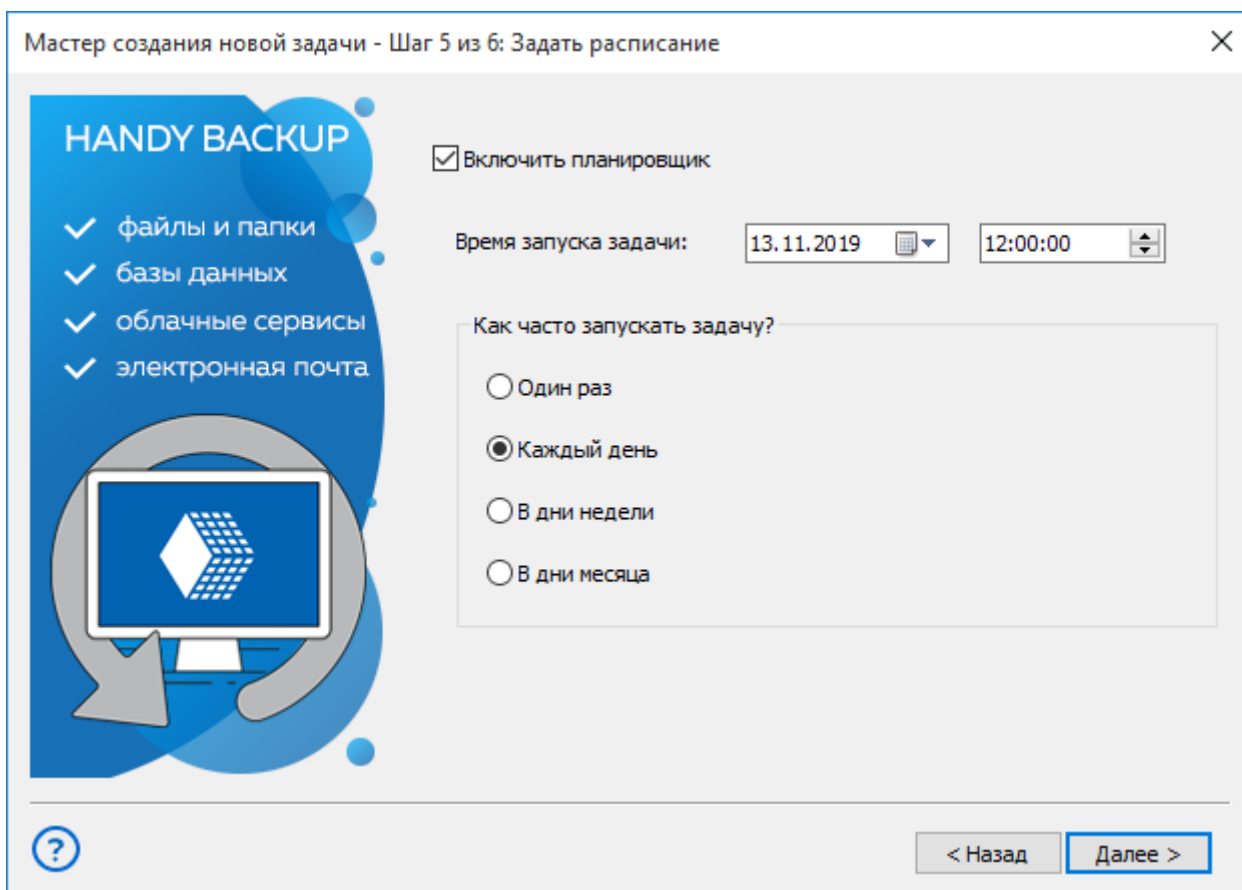 Мастер создания новой задачи - Шаг 5 из 6: Задать расписание
HANDY BACKUP
файлы и папки
базы данных
облачные сервисы
электронная почта
Включить планировщик
Время запуска задачи: 13.11.2019 12:00:00
Как часто запускать задачу?
Один раз
Каждый день
В дни недели
В дни месяца
?
< Назад Далее >